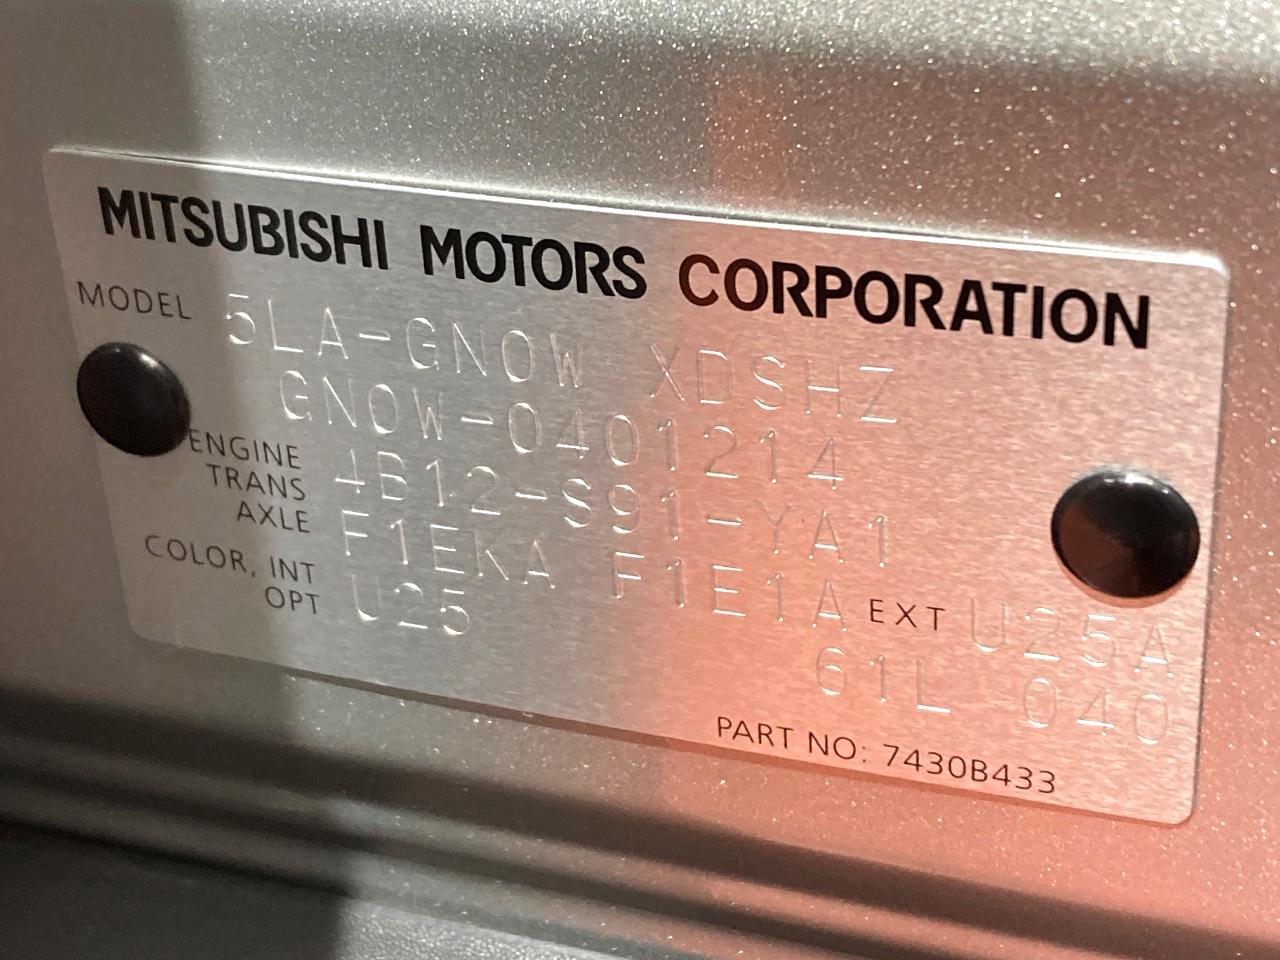 MITSUBISHI MOTORS CORPORATION
MODEL 5LA-GN0W XDSHZ
GN0W-0401214
ENGINE 4B12-S91-YA1
TRANS AXLE F1EKA F1E1A
COLOR, INT U25 EXT U25A
OPT 61L 040
PART NO: 7430B433